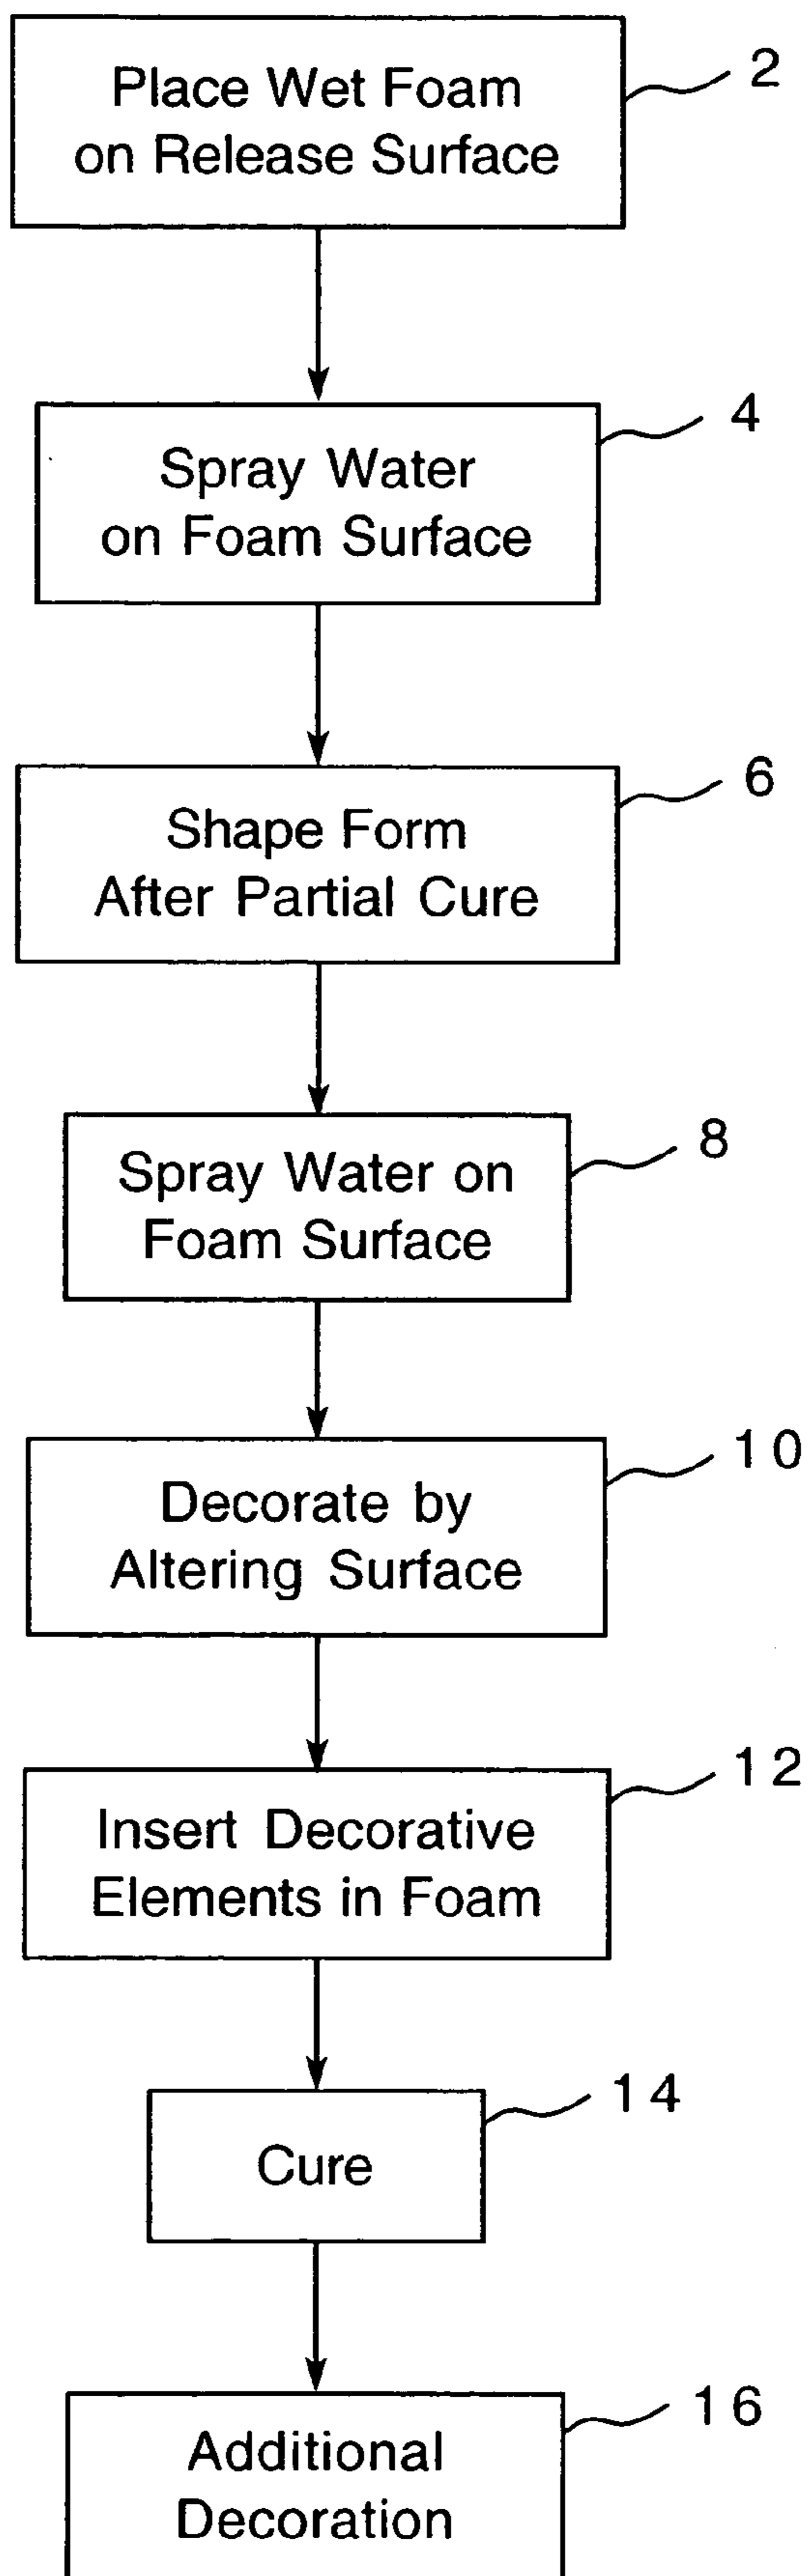 Place Wet Foam
on Release Surface
2
Spray Water
on Foam Surface
4
Shape Form
After Partial Cure
6
Spray Water on
Foam Surface
8
Decorate by
Altering Surface
10
Insert Decorative
Elements in Foam
12
Cure
14
Additional
Decoration
16